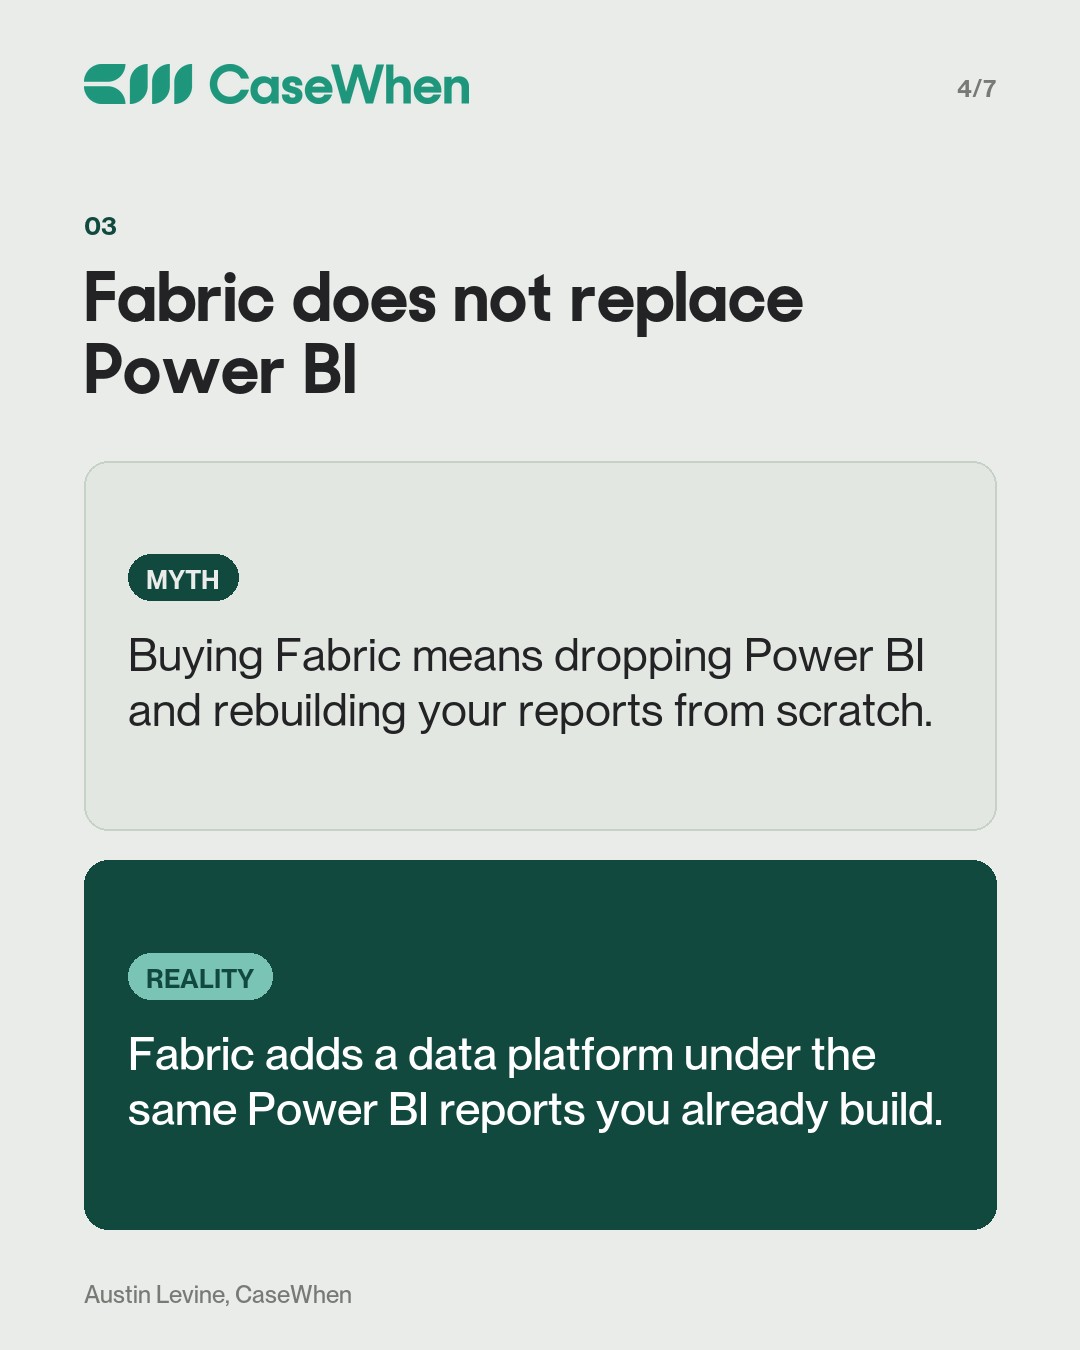 CaseWhen
4/7
03
Fabric does not replace
Power BI
MYTH
Buying Fabric means dropping Power BI
and rebuilding your reports from scratch.
REALITY
Fabric adds a data platform under the
same Power BI reports you already build.
Austin Levine, CaseWhen